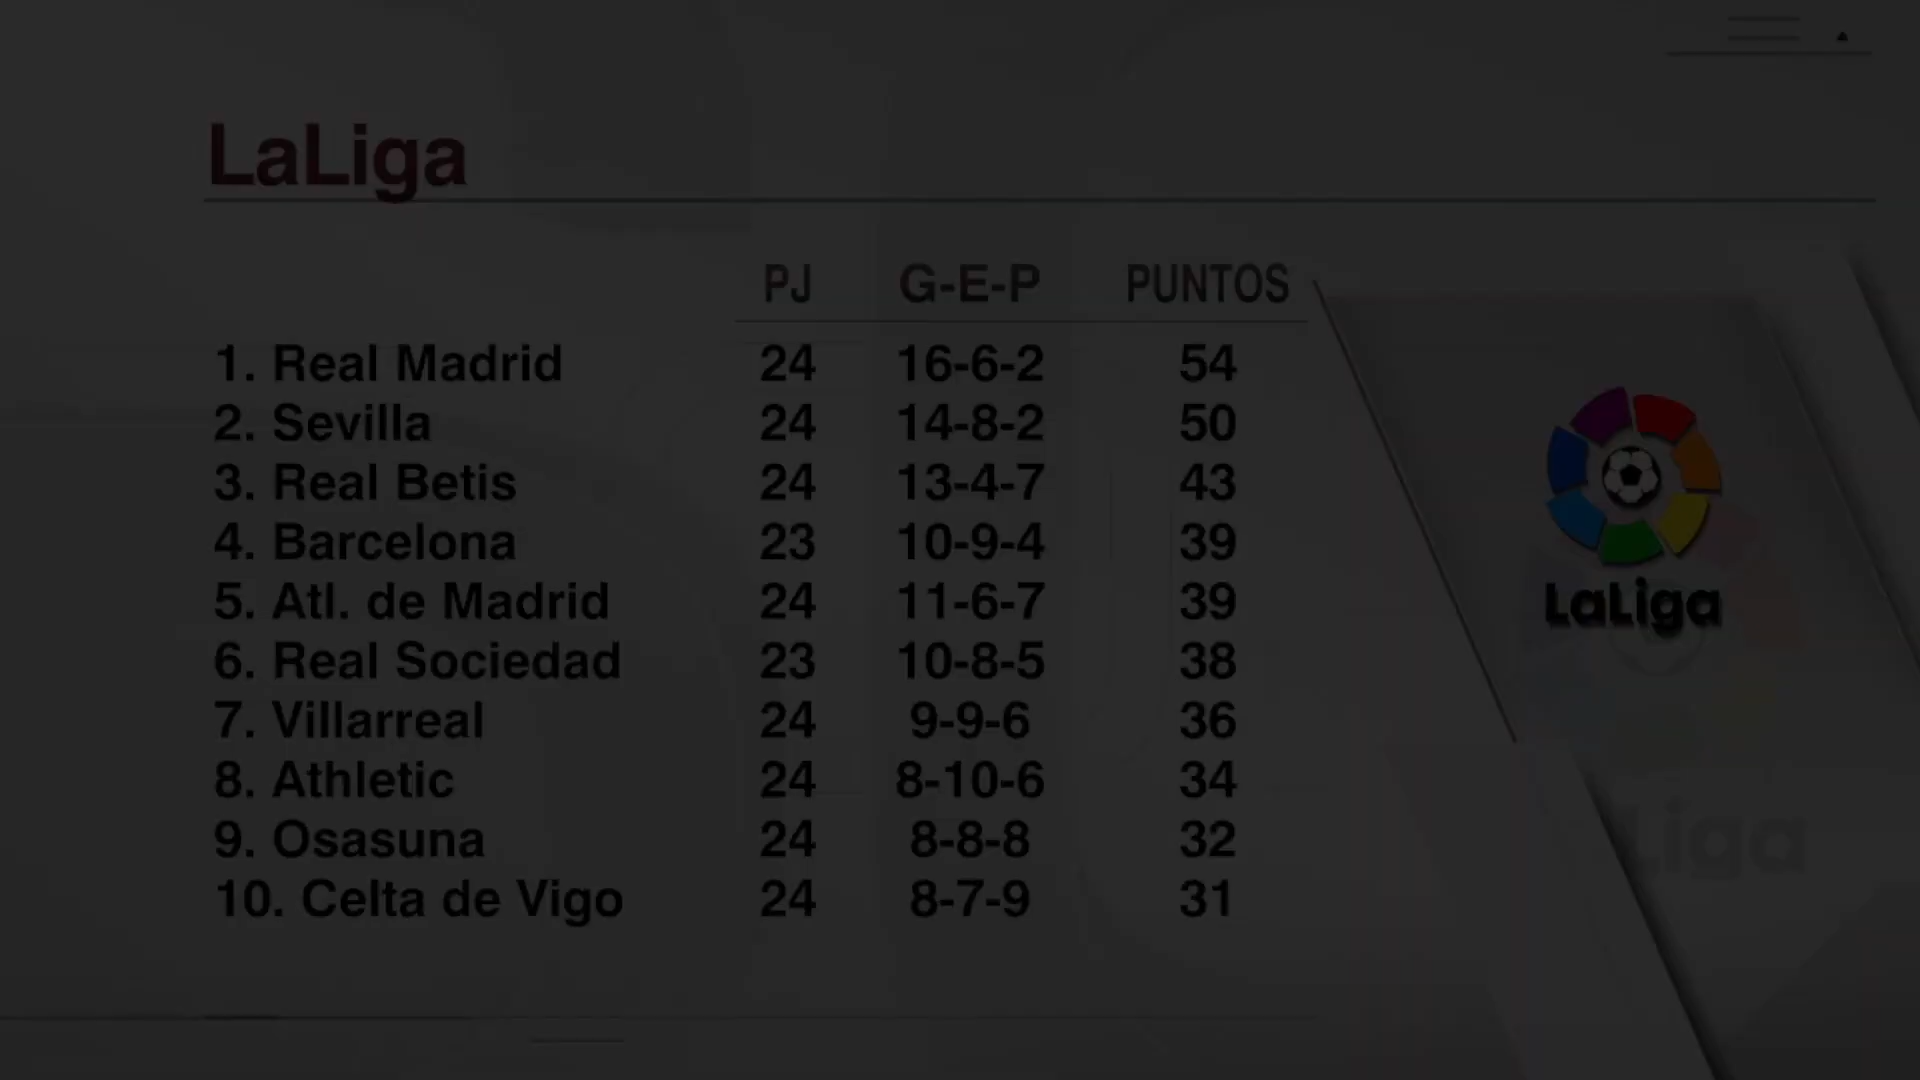 LaLiga
PJ G-E-P PUNTOS
1. Real Madrid 24 16-6-2 54
2. Sevilla 24 14-8-2 50
3. Real Betis 24 13-4-7 43
4. Barcelona 23 10-9-4 39
5. Atl. de Madrid 24 11-6-7 39
6. Real Sociedad 23 10-8-5 38
7. Villarreal 24 9-9-6 36
8. Athletic 24 8-10-6 34
9. Osasuna 24 8-8-8 32
10. Celta de Vigo 24 8-7-9 31
LaLiga
Liga